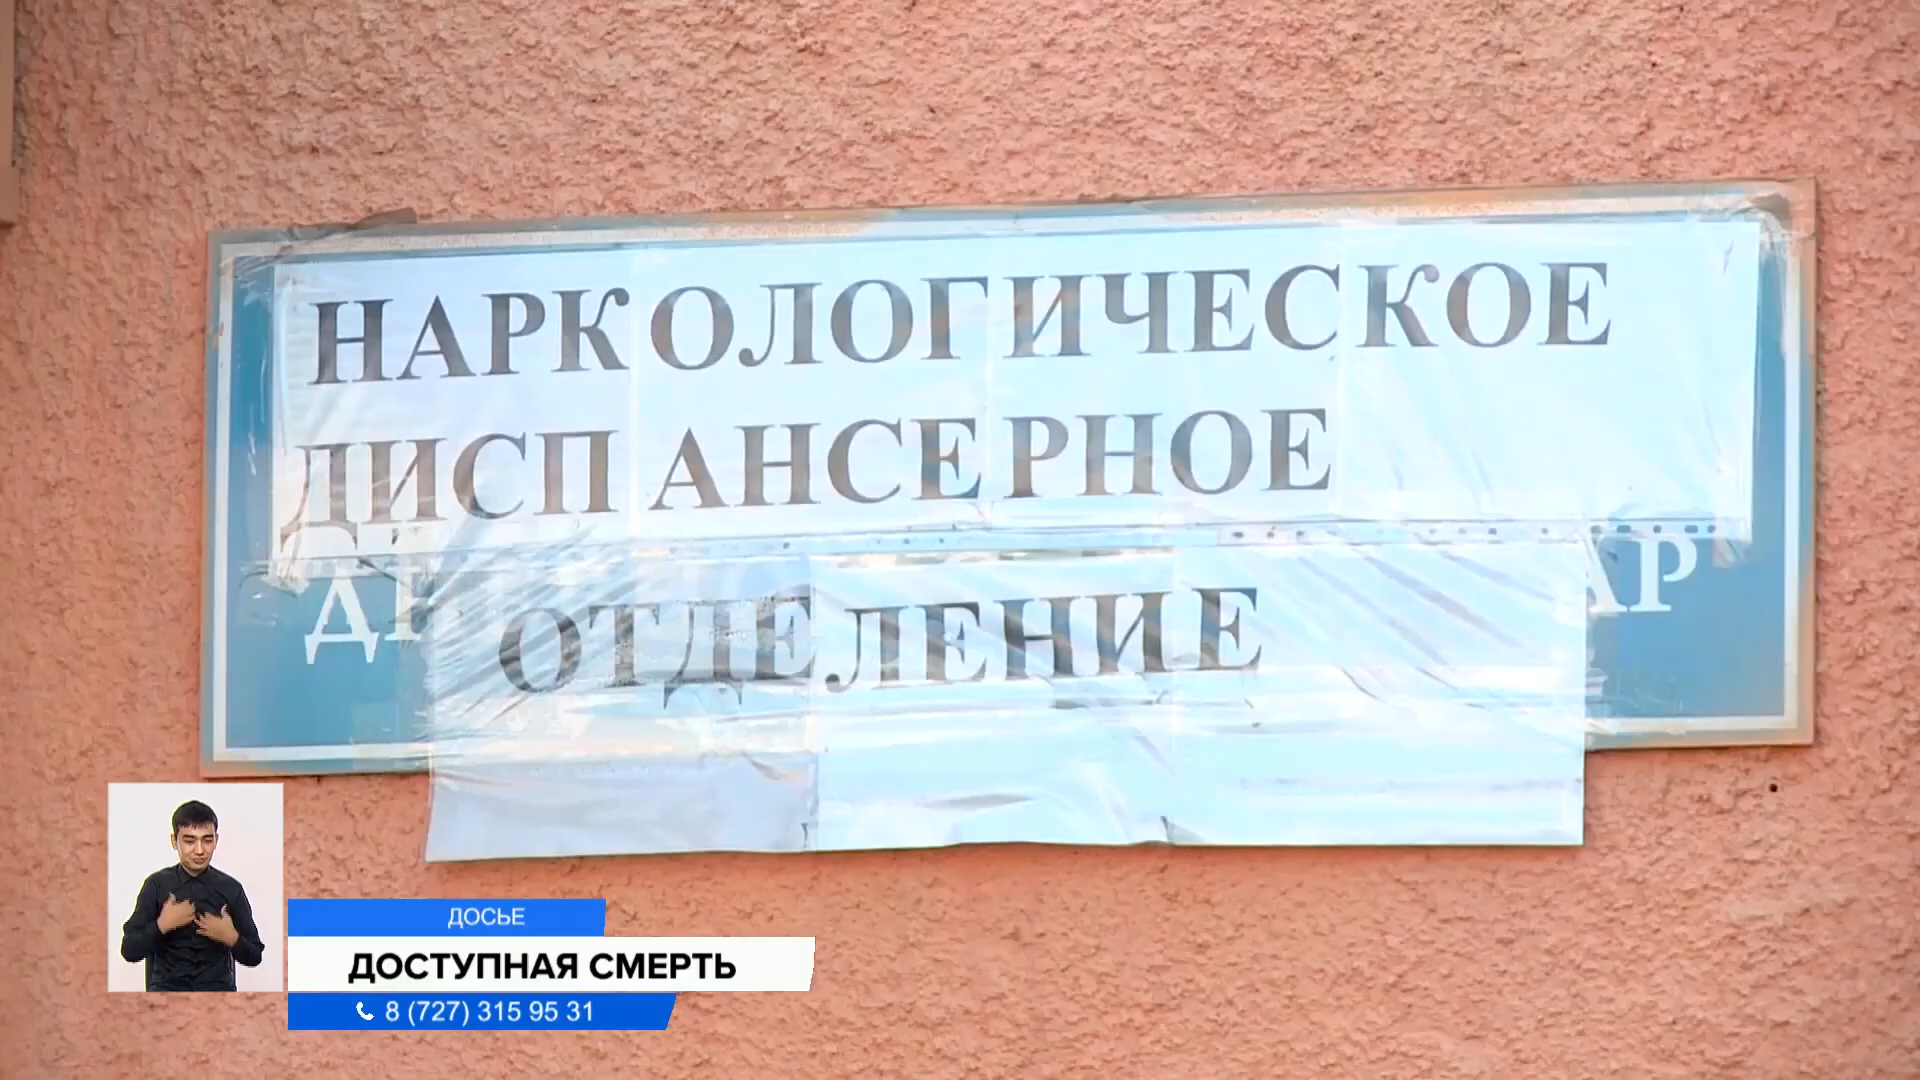 НАРКОЛОГИЧЕСКОЕ
ДИСПАНСЕРНОЕ
ОТДЕЛЕНИЕ
ДОСЬЕ
ДОСТУПНАЯ СМЕРТЬ
8 (727) 315 95 31